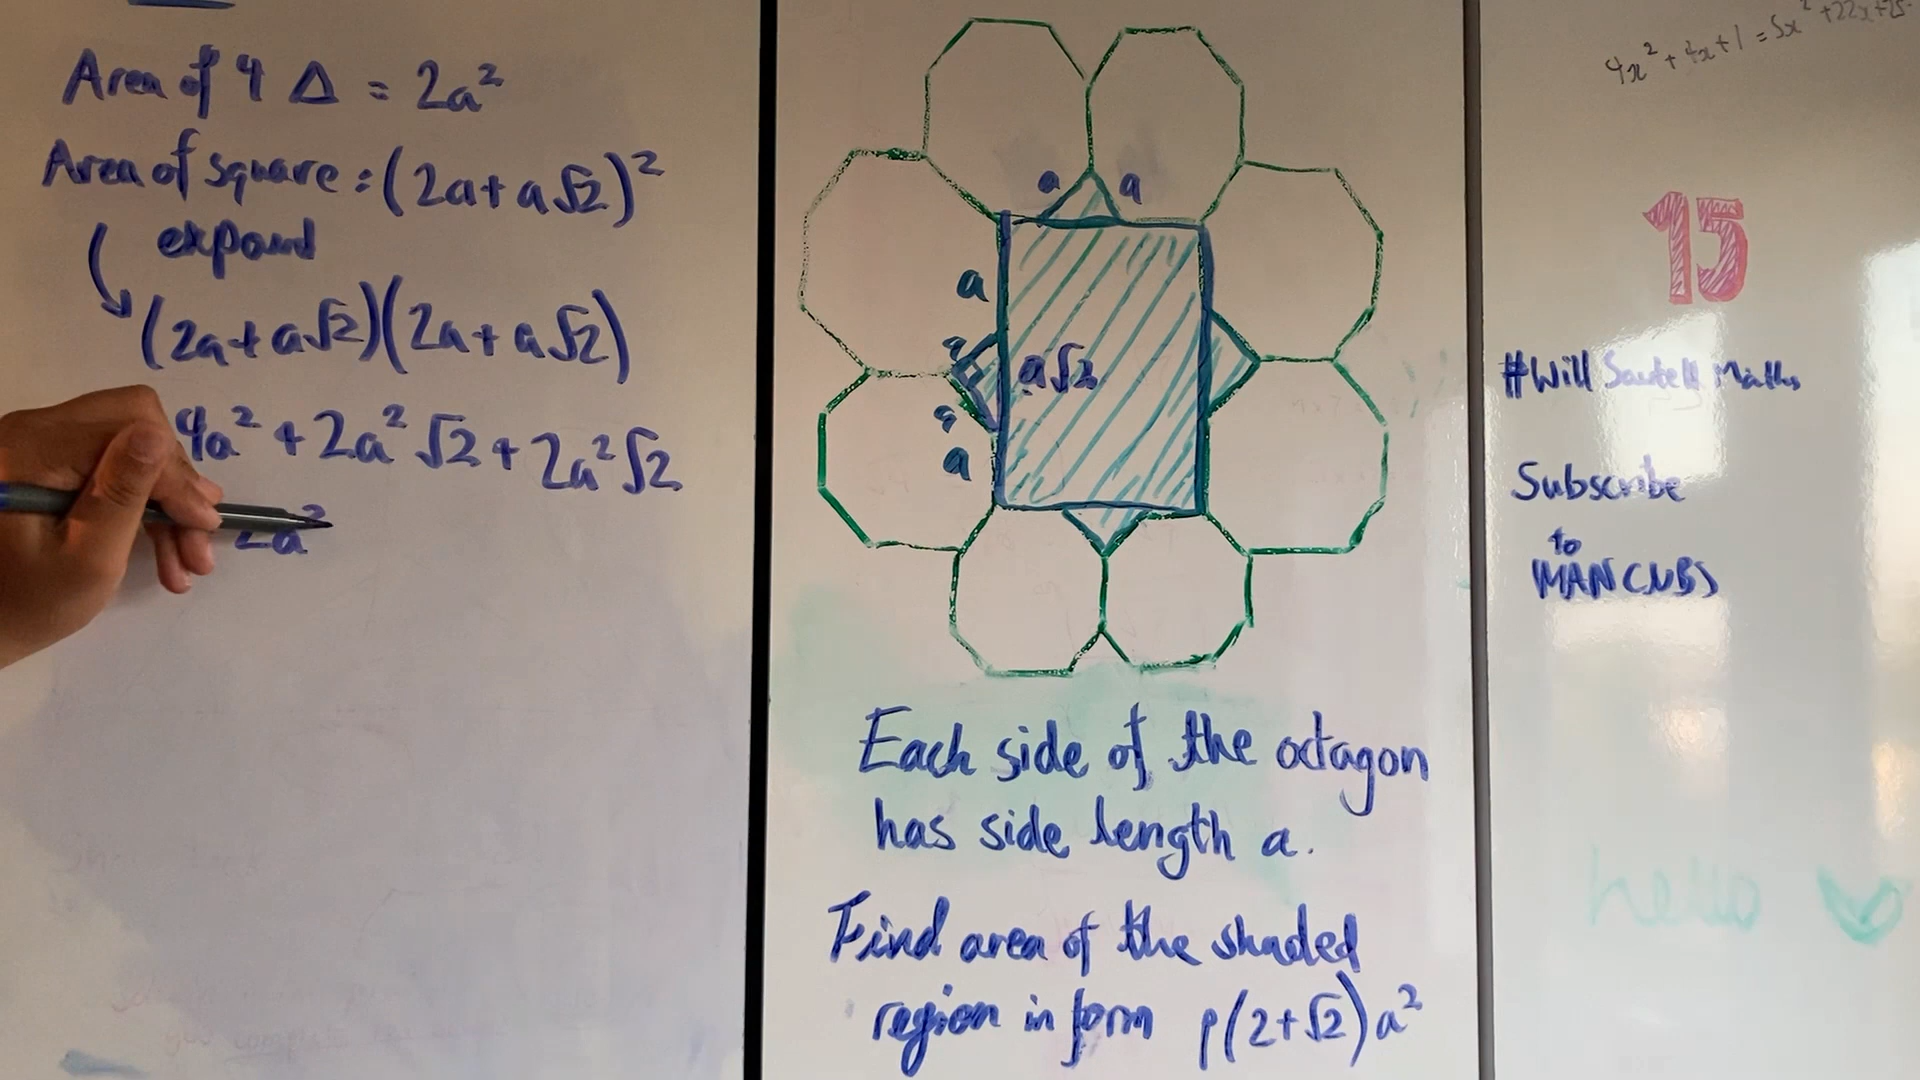 Area of 4 Δ = 2a²
Area of square: (2a+a√2)²
expand
(2a+a√2)(2a+a√2)
4a² + 2a²√2 + 2a²√2
2a²
a a
a
a
a√2
a
a
Each side of the octagon
has side length a.
Find area of the shaded
region in form p(2+√2)a²
4x² + 4x + 1 = 5x² + 22x + 25
15
#Will Sautelly Maths
Subscribe
to
MANCUBS
hello